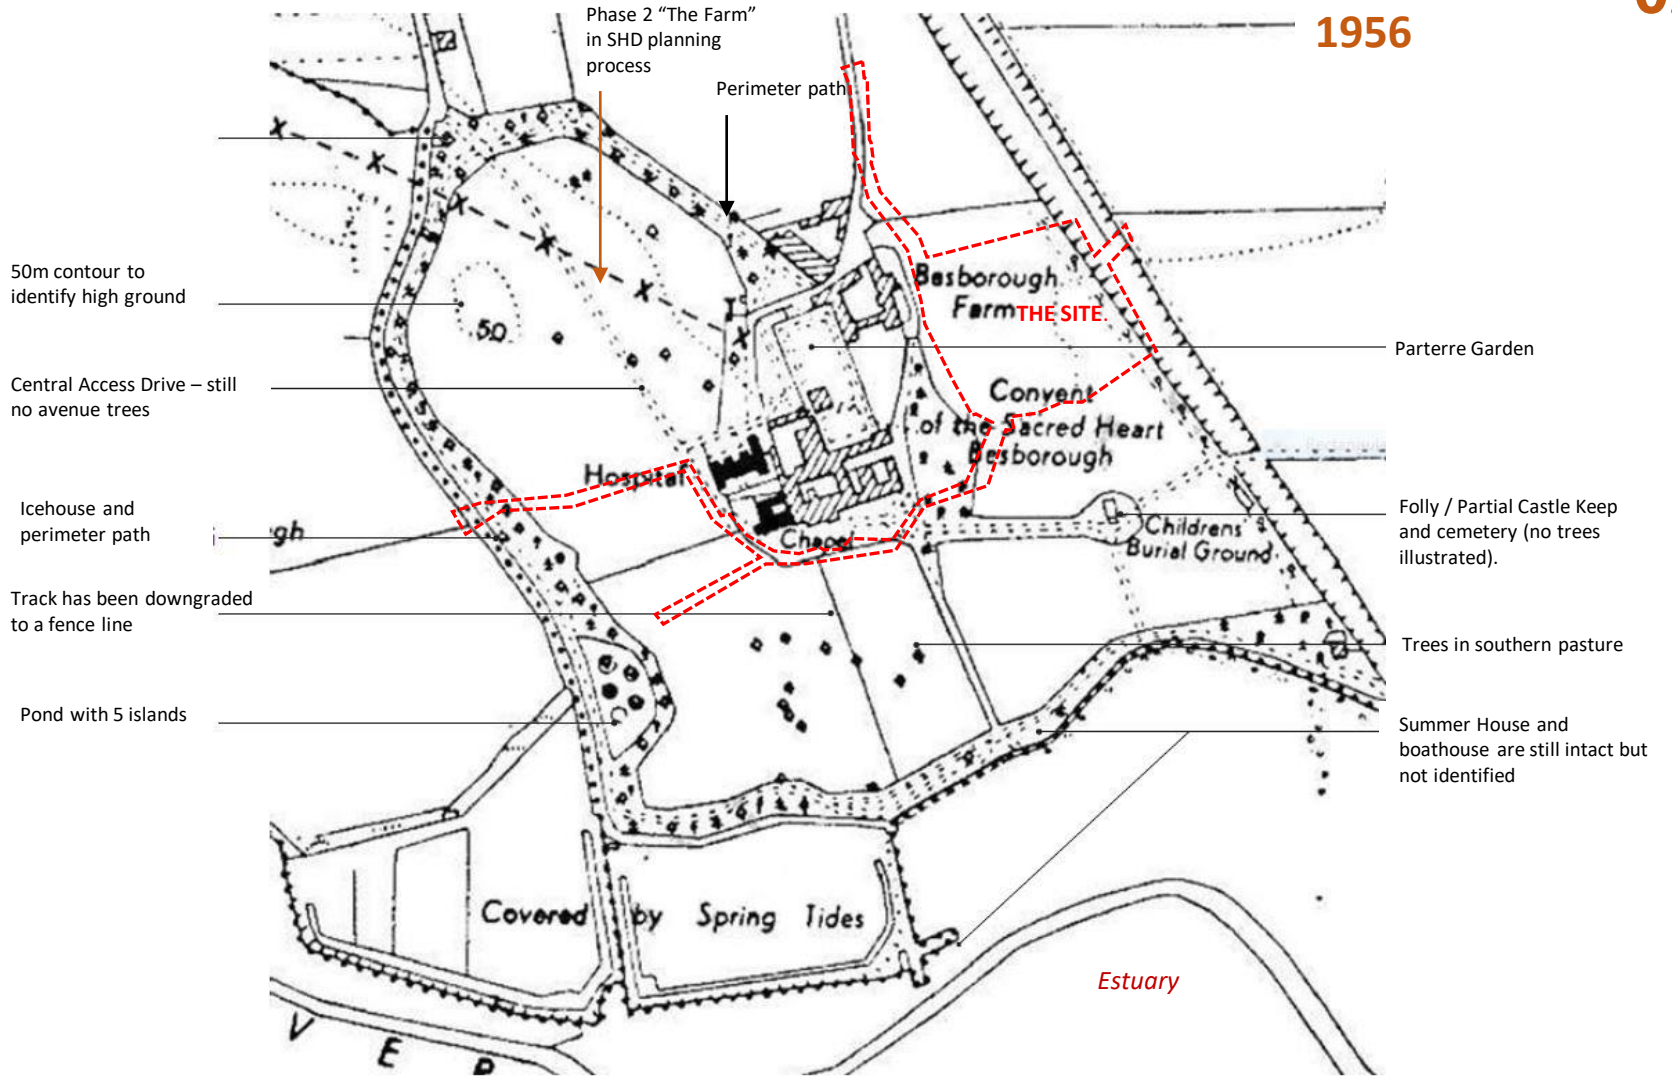 1956
Phase 2 “The Farm”
in SHD planning
process
Perimeter path
50m contour to
identify high ground
Central Access Drive – still
no avenue trees
Icehouse and
perimeter path
Track has been downgraded
to a fence line
Pond with 5 islands
50
Besborough
Farm
THE SITE.
Convent
of the Sacred Heart
Besborough
Hospital
Chapel
Childrens'
Burial Ground
gh
Covered by Spring Tides
Estuary
V E R
Parterre Garden
Folly / Partial Castle Keep
and cemetery (no trees
illustrated).
Trees in southern pasture
Summer House and
boathouse are still intact but
not identified